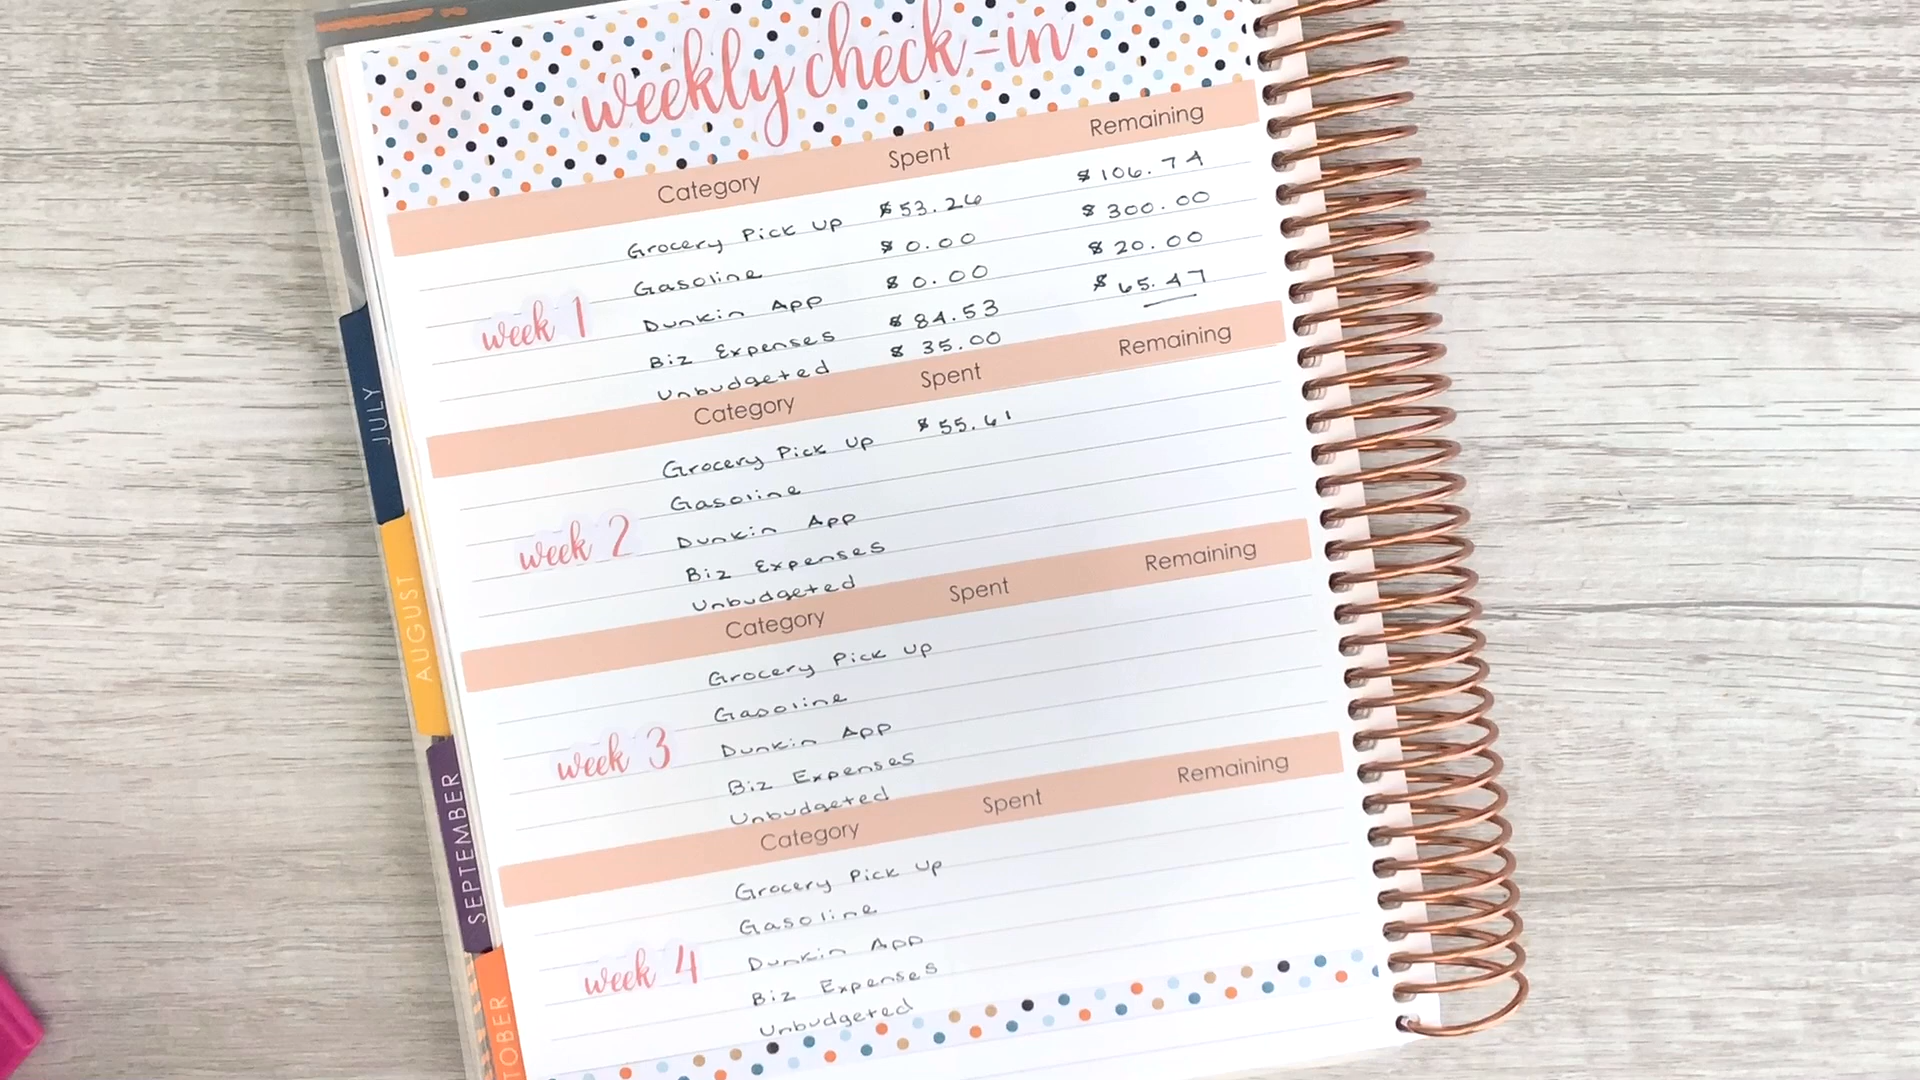 weekly check-in
Category Spent Remaining
Grocery Pick Up $53.26 $106.74
Gasoline $0.00 $300.00
Dunkin App $0.00 $20.00
Biz Expenses $84.53 $65.47
Unbudgeted $35.00
week 1
Category Spent Remaining
Grocery Pick Up $55.61
Gasoline
Dunkin App
Biz Expenses
Unbudgeted
week 2
Category Spent Remaining
Grocery Pick Up
Gasoline
Dunkin App
Biz Expenses
Unbudgeted
week 3
Category Spent Remaining
Grocery Pick Up
Gasoline
Dunkin App
Biz Expenses
Unbudgeted
week 4
JULY
AUGUST
SEPTEMBER
TOBER